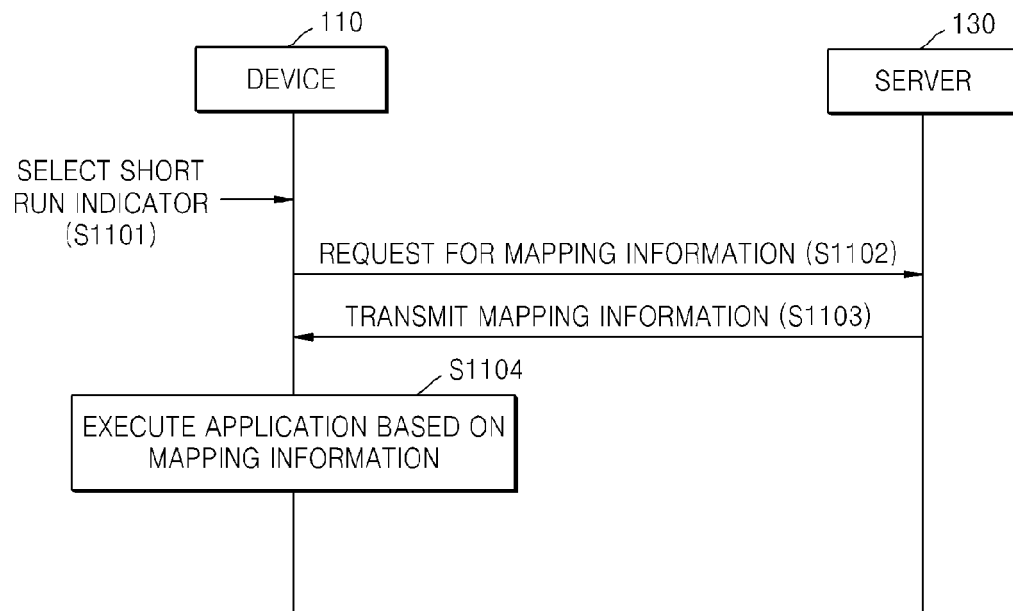 110
130
DEVICE
SERVER
SELECT SHORT
RUN INDICATOR
(S1101)
REQUEST FOR MAPPING INFORMATION (S1102)
TRANSMIT MAPPING INFORMATION (S1103)
S1104
EXECUTE APPLICATION BASED ON
MAPPING INFORMATION